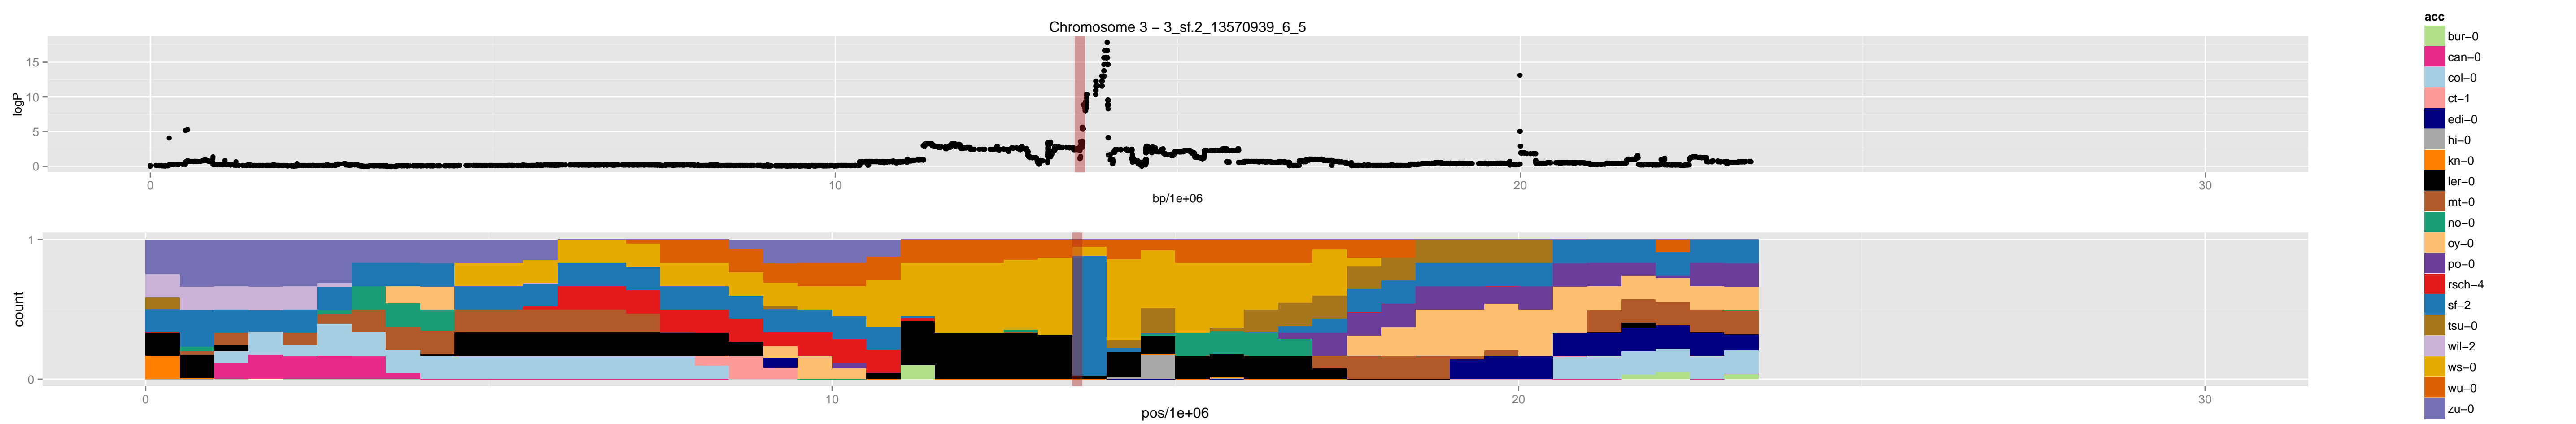 Chromosome 3 − 3_sf.2_13570939_6_5
15
10
5
0
logP
0 10 20 30
bp/1e+06
1
0
count
0 10 20 30
pos/1e+06
acc
bur−0
can−0
col−0
ct−1
edi−0
hi−0
kn−0
ler−0
mt−0
no−0
oy−0
po−0
rsch−4
sf−2
tsu−0
wil−2
ws−0
wu−0
zu−0